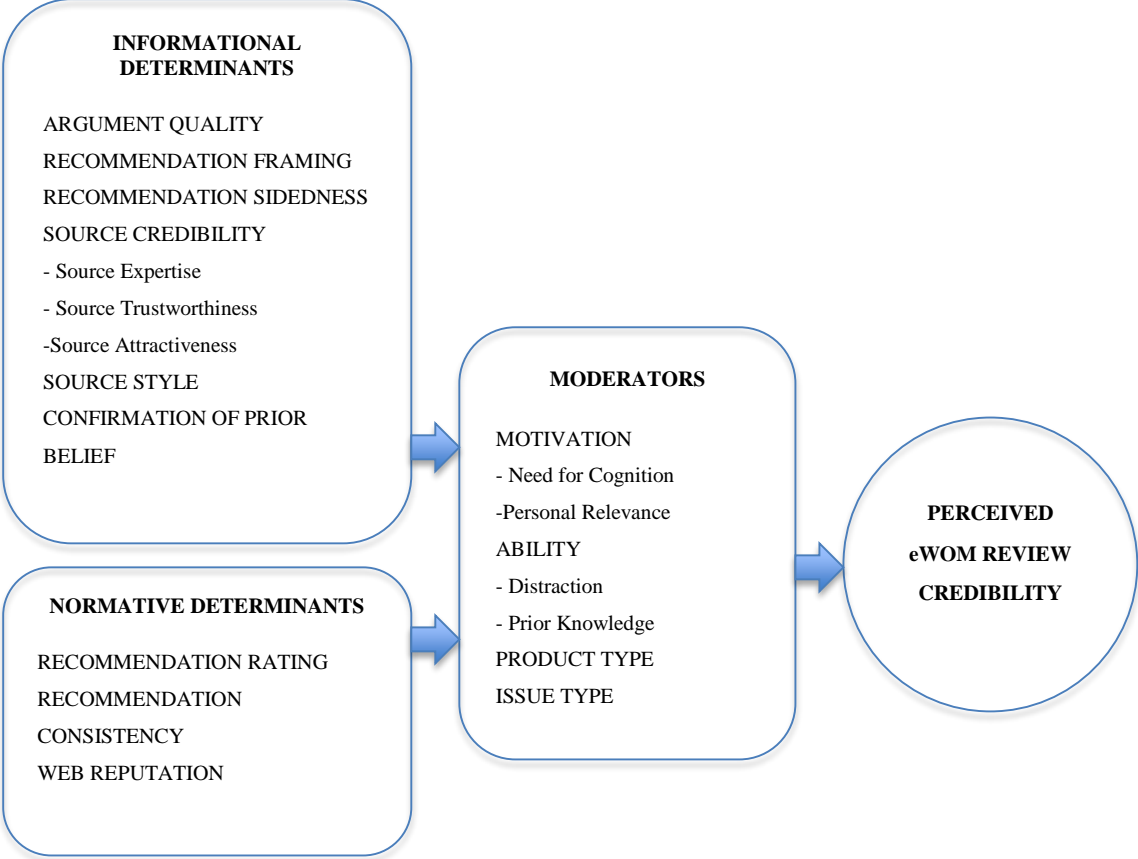 INFORMATIONAL
DETERMINANTS
ARGUMENT QUALITY
RECOMMENDATION FRAMING
RECOMMENDATION SIDEDNESS
SOURCE CREDIBILITY
- Source Expertise
- Source Trustworthiness
-Source Attractiveness
SOURCE STYLE
CONFIRMATION OF PRIOR
BELIEF
NORMATIVE DETERMINANTS
RECOMMENDATION RATING
RECOMMENDATION
CONSISTENCY
WEB REPUTATION
MODERATORS
MOTIVATION
- Need for Cognition
-Personal Relevance
ABILITY
- Distraction
- Prior Knowledge
PRODUCT TYPE
ISSUE TYPE
PERCEIVED
eWOM REVIEW
CREDIBILITY